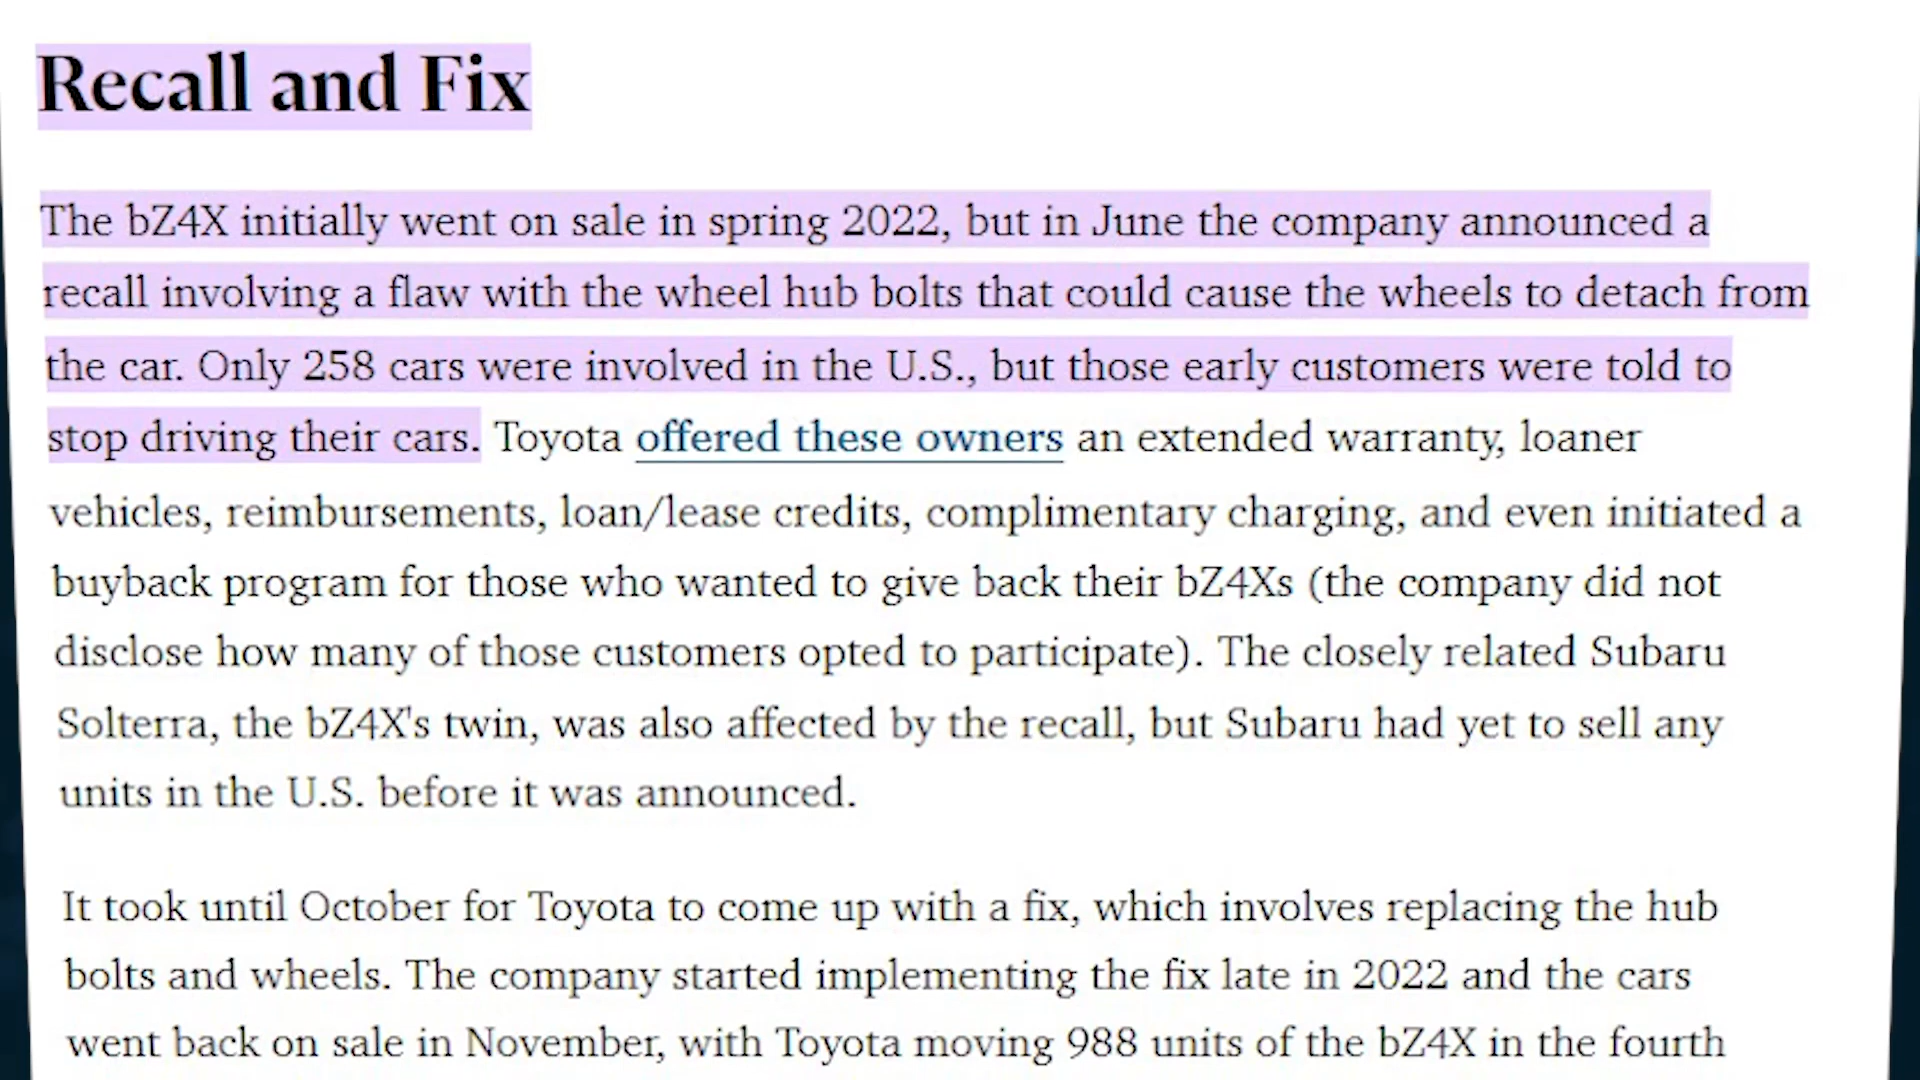 Recall and Fix
The bZ4X initially went on sale in spring 2022, but in June the company announced a
recall involving a flaw with the wheel hub bolts that could cause the wheels to detach from
the car. Only 258 cars were involved in the U.S., but those early customers were told to
stop driving their cars. Toyota offered these owners an extended warranty, loaner
vehicles, reimbursements, loan/lease credits, complimentary charging, and even initiated a
buyback program for those who wanted to give back their bZ4Xs (the company did not
disclose how many of those customers opted to participate). The closely related Subaru
Solterra, the bZ4X's twin, was also affected by the recall, but Subaru had yet to sell any
units in the U.S. before it was announced.
It took until October for Toyota to come up with a fix, which involves replacing the hub
bolts and wheels. The company started implementing the fix late in 2022 and the cars
went back on sale in November, with Toyota moving 988 units of the bZ4X in the fourth